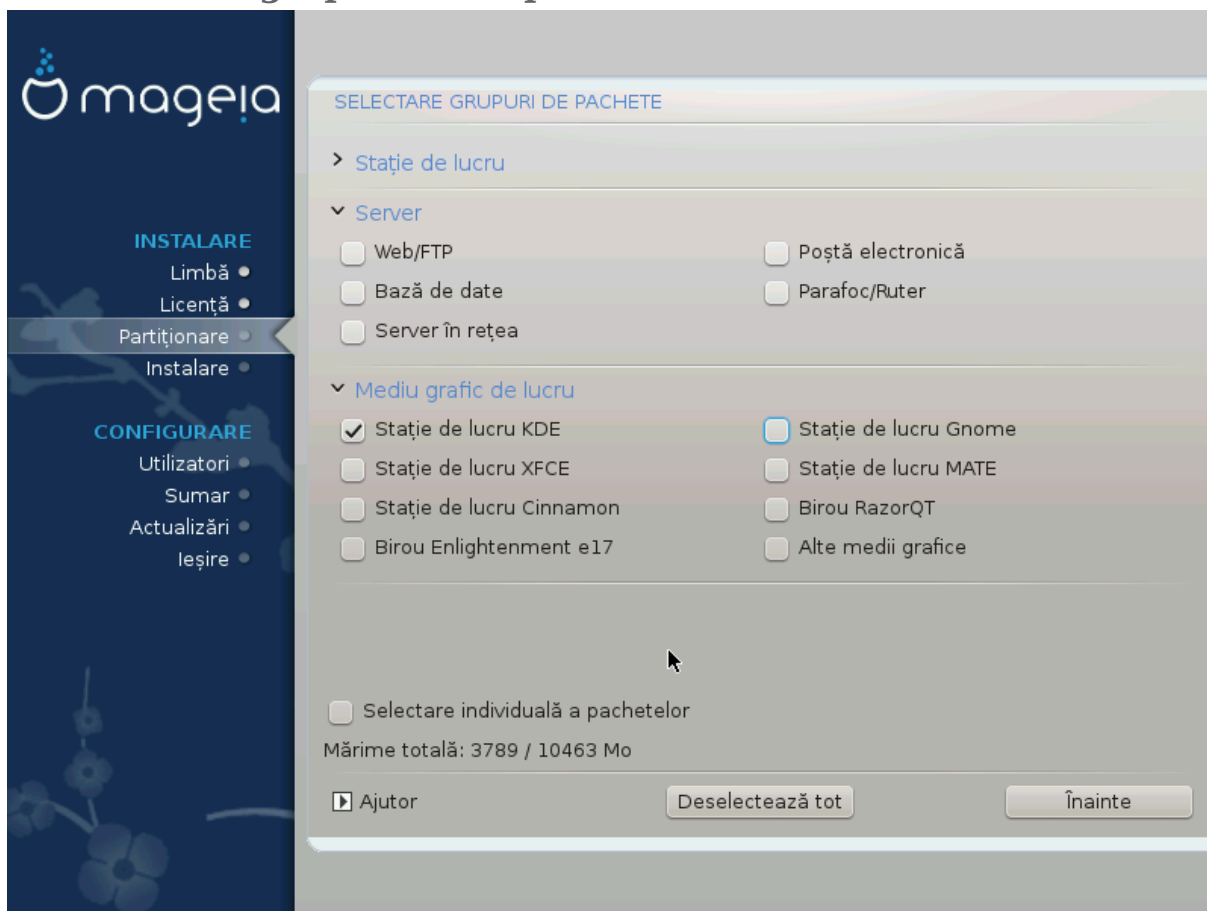 mageia
INSTALARE
Limbă
Licență
Partiționare
Instalare
CONFIGURARE
Utilizatori
Sumar
Actualizări
Ieșire
SELECTARE GRUPURI DE PACHETE
Stație de lucru
Server
Web/FTP
Poștă electronică
Bază de date
Parafoc/Ruter
Server în rețea
Mediu grafic de lucru
Stație de lucru KDE
Stație de lucru Gnome
Stație de lucru XFCE
Stație de lucru MATE
Stație de lucru Cinnamon
Birou RazorQT
Birou Enlightenment e17
Alte medii grafice
Selectare individuală a pachetelor
Mărime totală: 3789 / 10463 Mo
Ajutor
Deselectează tot
Înainte